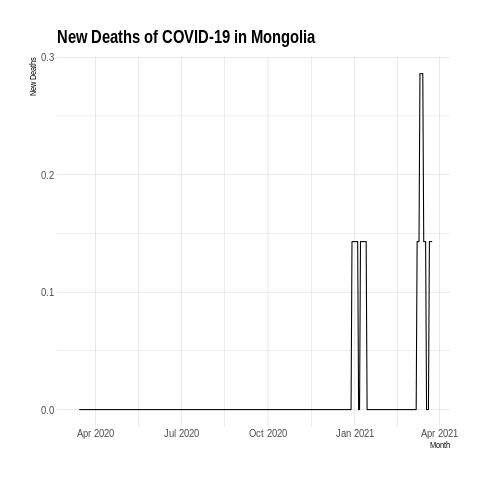 New Deaths of COVID-19 in Mongolia
New Deaths
0.3
0.2
0.1
0.0
Apr 2020 Jul 2020 Oct 2020 Jan 2021 Apr 2021
Month